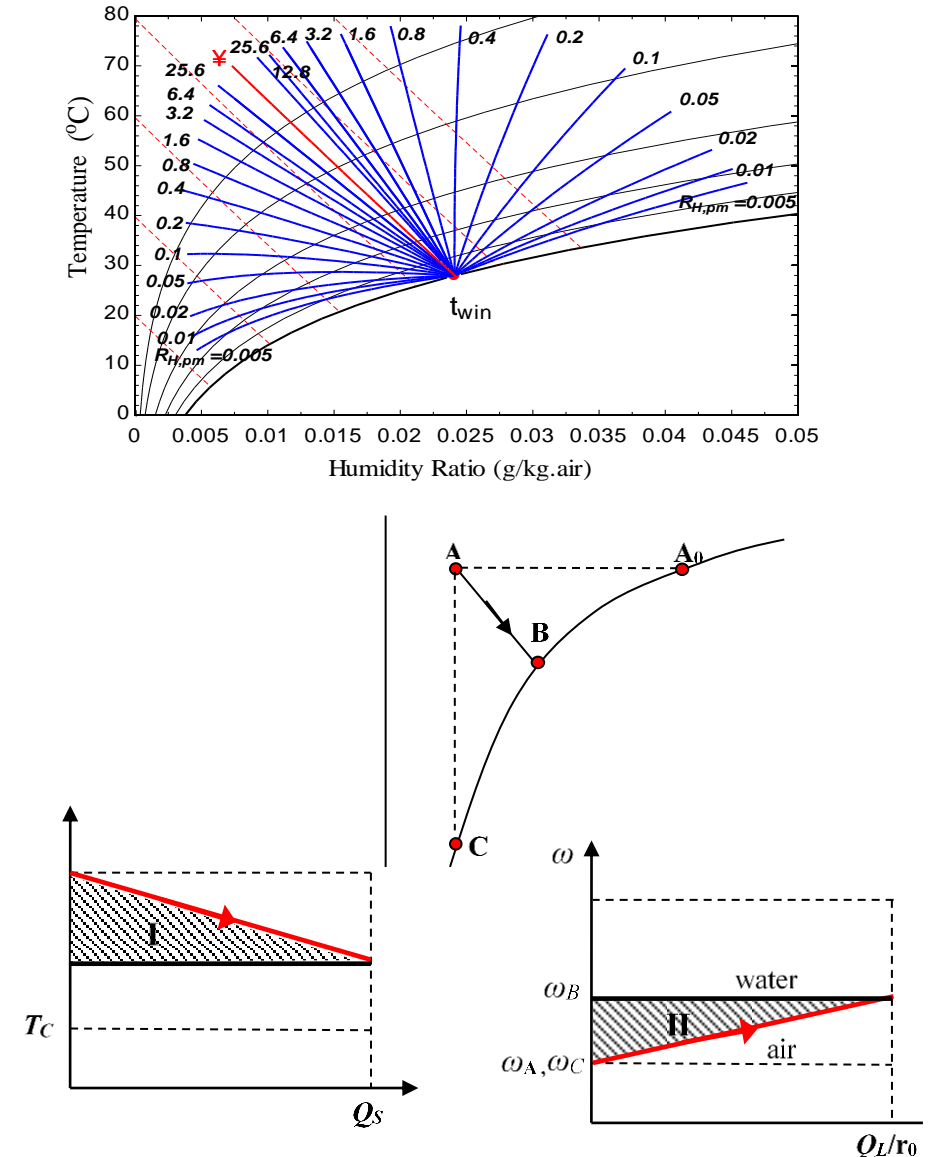 80
70
60
50
40
30
20
10
0
Temperature (⁰C)
¥
25.6
6.4
3.2
1.6
0.8
0.4
0.2
0.1
0.05
0.02
0.01
R_H,pm =0.005
25.6
12.8
6.4
3.2
1.6
0.8
0.4
0.2
0.1
0.05
0.02
0.01
R_H,pm =0.005
t_win
0 0.005 0.01 0.015 0.02 0.025 0.03 0.035 0.04 0.045 0.05
Humidity Ratio (g/kg.air)
A
A₀
B
C
I
T_C
Q_S
ω
ω_B
water
II
air
ω_A,ω_C
Q_L/r₀